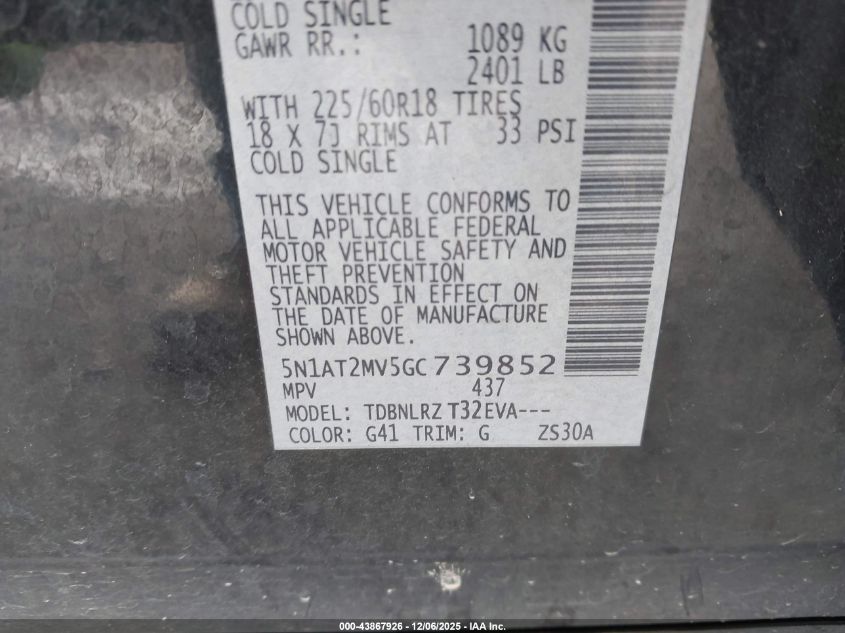 COLD SINGLE
GAWR RR.: 1089 KG
2401 LB
WITH 225/60R18 TIRES
18 X 7J RIMS AT 33 PSI
COLD SINGLE
THIS VEHICLE CONFORMS TO
ALL APPLICABLE FEDERAL
MOTOR VEHICLE SAFETY AND
THEFT PREVENTION
STANDARDS IN EFFECT ON
THE DATE OF MANUFACTURE
SHOWN ABOVE.
5N1AT2MV5GC739852
MPV 437
MODEL: TDBNLRZ T32EVA---
COLOR: G41 TRIM: G ZS30A
000-43867926 - 12/06/2025 - IAA Inc.